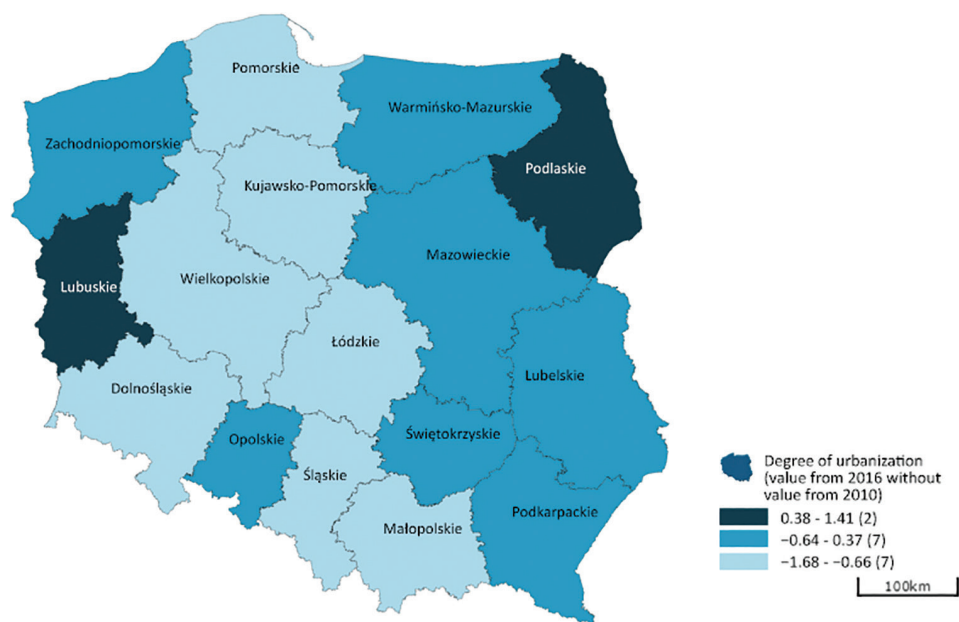 Pomorskie
Warmińsko-Mazurskie
Zachodniopomorskie
Podlaskie
Kujawsko-Pomorskie
Mazowieckie
Wielkopolskie
Lubuskie
Łódzkie
Lubelskie
Dolnośląskie
Opolskie
Świętokrzyskie
Śląskie
Podkarpackie
Małopolskie
Degree of urbanization
(value from 2016 without
value from 2010)
0.38 - 1.41 (2)
−0.64 - 0.37 (7)
−1.68 - −0.66 (7)
100km